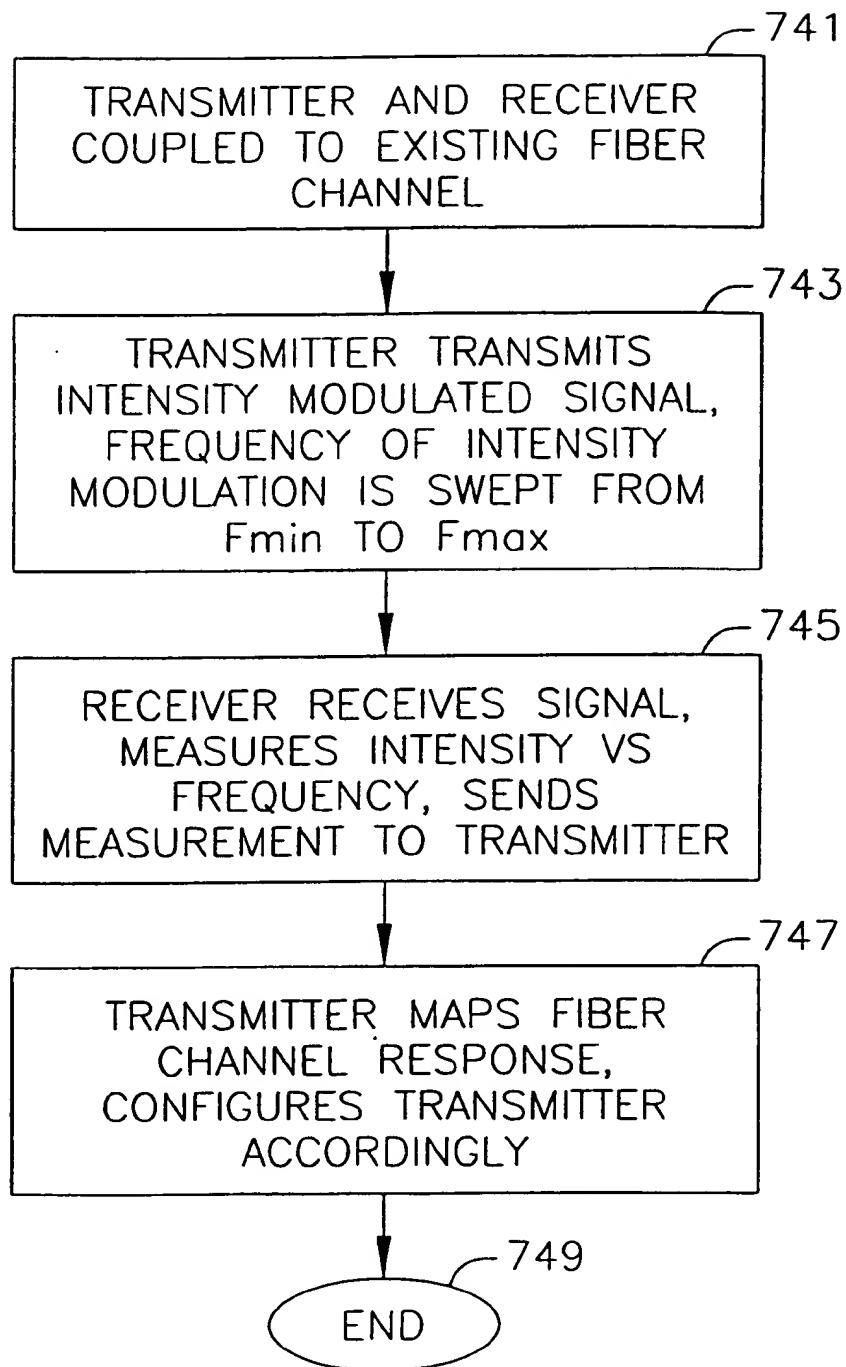 741
TRANSMITTER AND RECEIVER
COUPLED TO EXISTING FIBER
CHANNEL
743
TRANSMITTER TRANSMITS
INTENSITY MODULATED SIGNAL,
FREQUENCY OF INTENSITY
MODULATION IS SWEPT FROM
Fmin TO Fmax
745
RECEIVER RECEIVES SIGNAL,
MEASURES INTENSITY VS
FREQUENCY, SENDS
MEASUREMENT TO TRANSMITTER
747
TRANSMITTER MAPS FIBER
CHANNEL RESPONSE,
CONFIGURES TRANSMITTER
ACCORDINGLY
749
END